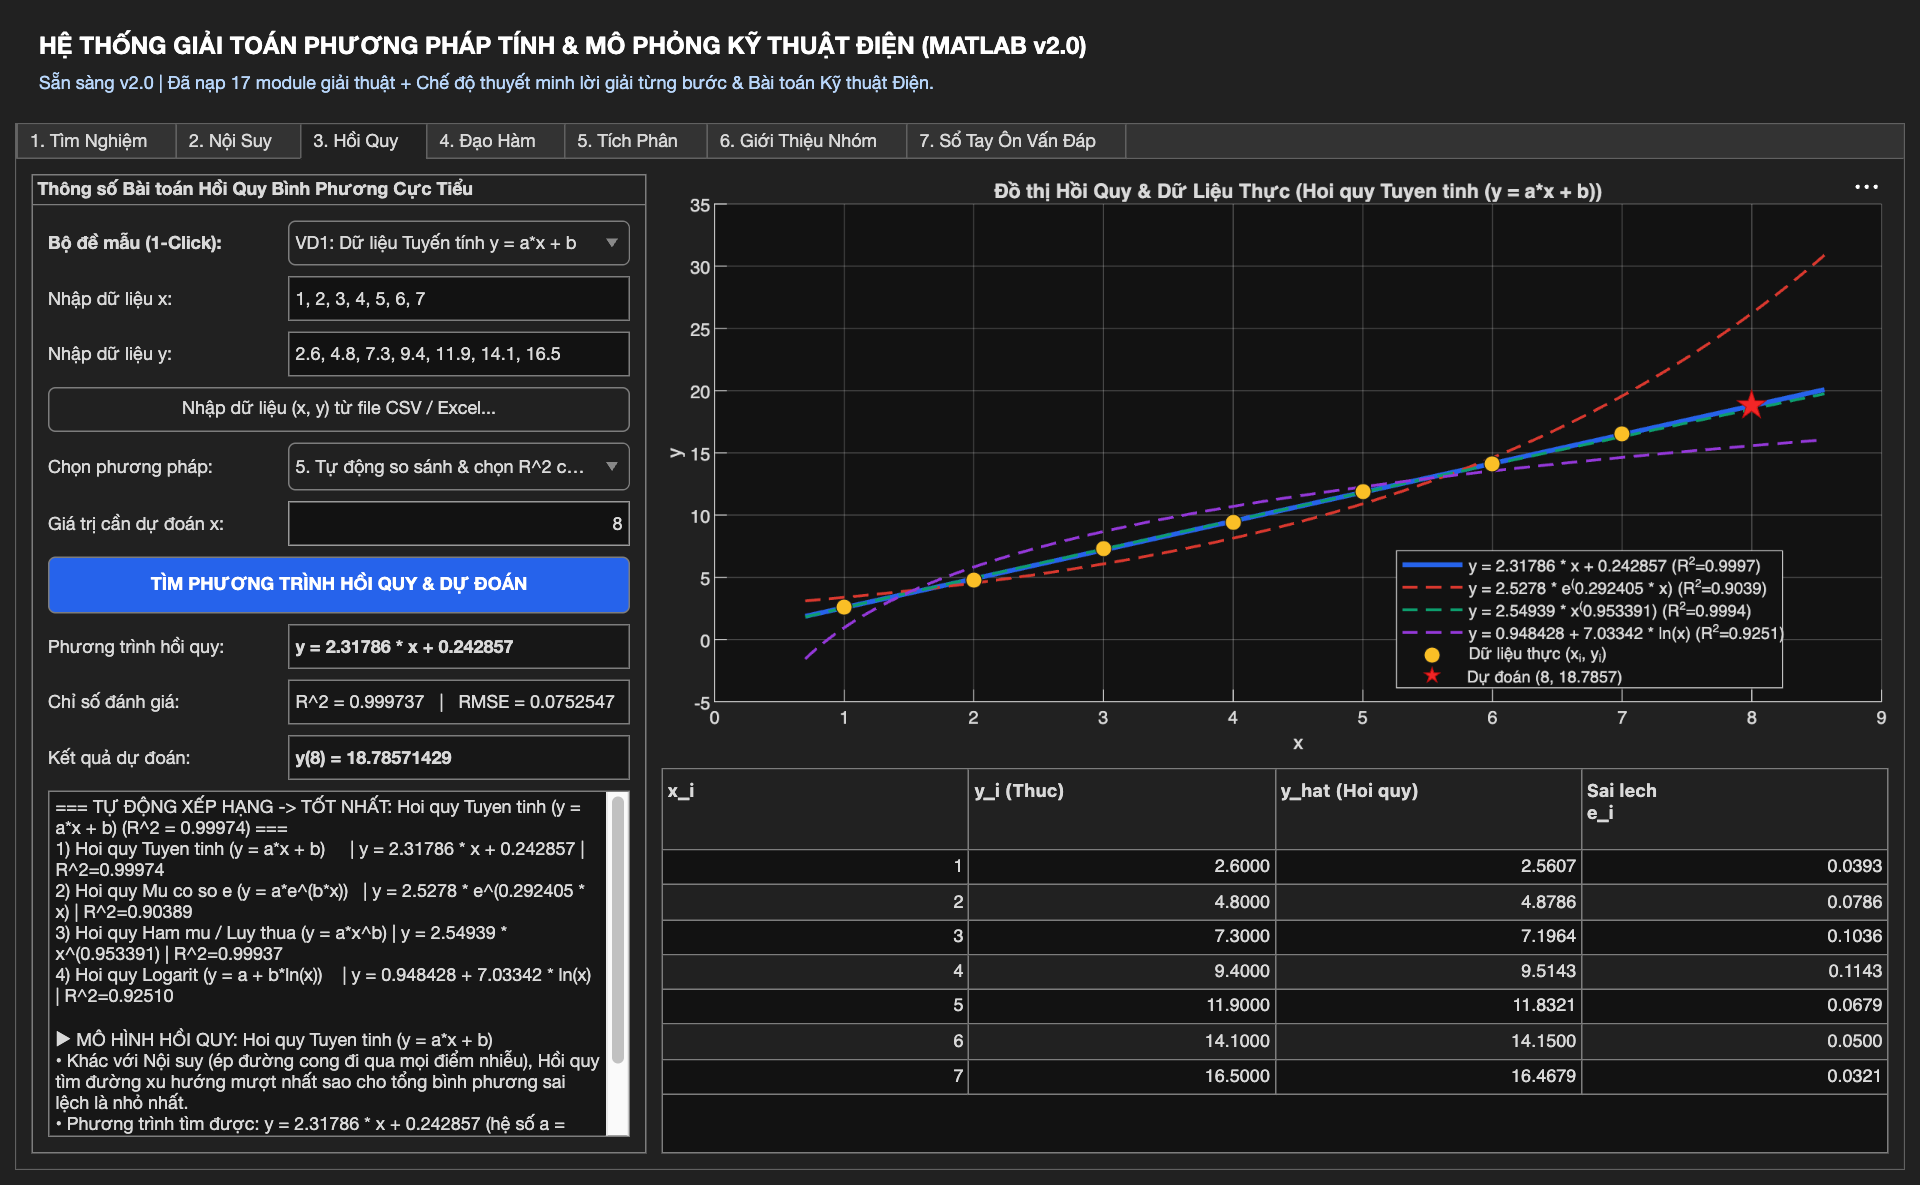 HỆ THỐNG GIẢI TOÁN PHƯƠNG PHÁP TÍNH & MÔ PHỎNG KỸ THUẬT ĐIỆN (MATLAB v2.0)
Sẵn sàng v2.0 | Đã nạp 17 module giải thuật + Chế độ thuyết minh lời giải từng bước & Bài toán Kỹ thuật Điện.
1. Tìm Nghiệm
2. Nội Suy
3. Hồi Quy
4. Đạo Hàm
5. Tích Phân
6. Giới Thiệu Nhóm
7. Sổ Tay Ôn Vấn Đáp
Thông số Bài toán Hồi Quy Bình Phương Cực Tiểu
Bộ đề mẫu (1-Click):
VD1: Dữ liệu Tuyến tính y = a*x + b
Nhập dữ liệu x:
1, 2, 3, 4, 5, 6, 7
Nhập dữ liệu y:
2.6, 4.8, 7.3, 9.4, 11.9, 14.1, 16.5
Nhập dữ liệu (x, y) từ file CSV / Excel...
Chọn phương pháp:
5. Tự động so sánh & chọn R^2 c...
Giá trị cần dự đoán x:
8
TÌM PHƯƠNG TRÌNH HỒI QUY & DỰ ĐOÁN
Phương trình hồi quy:
y = 2.31786 * x + 0.242857
Chỉ số đánh giá:
R^2 = 0.999737 | RMSE = 0.0752547
Kết quả dự đoán:
y(8) = 18.78571429
=== TỰ ĐỘNG XẾP HẠNG -> TỐT NHẤT: Hoi quy Tuyen tinh (y =
a*x + b) (R^2 = 0.99974) ===
1) Hoi quy Tuyen tinh (y = a*x + b) | y = 2.31786 * x + 0.242857 |
R^2=0.99974
2) Hoi quy Mu co so e (y = a*e^(b*x)) | y = 2.5278 * e^(0.292405 *
x) | R^2=0.90389
3) Hoi quy Ham mu / Luy thua (y = a*x^b) | y = 2.54939 *
x^(0.953391) | R^2=0.99937
4) Hoi quy Logarit (y = a + b*ln(x)) | y = 0.948428 + 7.03342 * ln(x)
| R^2=0.92510
▶ MÔ HÌNH HỒI QUY: Hoi quy Tuyen tinh (y = a*x + b)
• Khác với Nội suy (ép đường cong đi qua mọi điểm nhiễu), Hồi quy
tìm đường xu hướng mượt nhất sao cho tổng bình phương sai
lệch là nhỏ nhất.
• Phương trình tìm được: y = 2.31786 * x + 0.242857 (hệ số a =
Đồ thị Hồi Quy & Dữ Liệu Thực (Hoi quy Tuyen tinh (y = a*x + b))
35
30
25
20
15
10
5
0
-5
y
0 1 2 3 4 5 6 7 8 9
x
y = 2.31786 * x + 0.242857 (R²=0.9997)
y = 2.5278 * e⁽0.292405 * x) (R²=0.9039)
y = 2.54939 * x⁽0.953391) (R²=0.9994)
y = 0.948428 + 7.03342 * ln(x) (R²=0.9251)
Dữ liệu thực (xᵢ, yᵢ)
Dự đoán (8, 18.7857)
x_i y_i (Thuc) y_hat (Hoi quy) Sai lech
e_i
1 2.6000 2.5607 0.0393
2 4.8000 4.8786 0.0786
3 7.3000 7.1964 0.1036
4 9.4000 9.5143 0.1143
5 11.9000 11.8321 0.0679
6 14.1000 14.1500 0.0500
7 16.5000 16.4679 0.0321